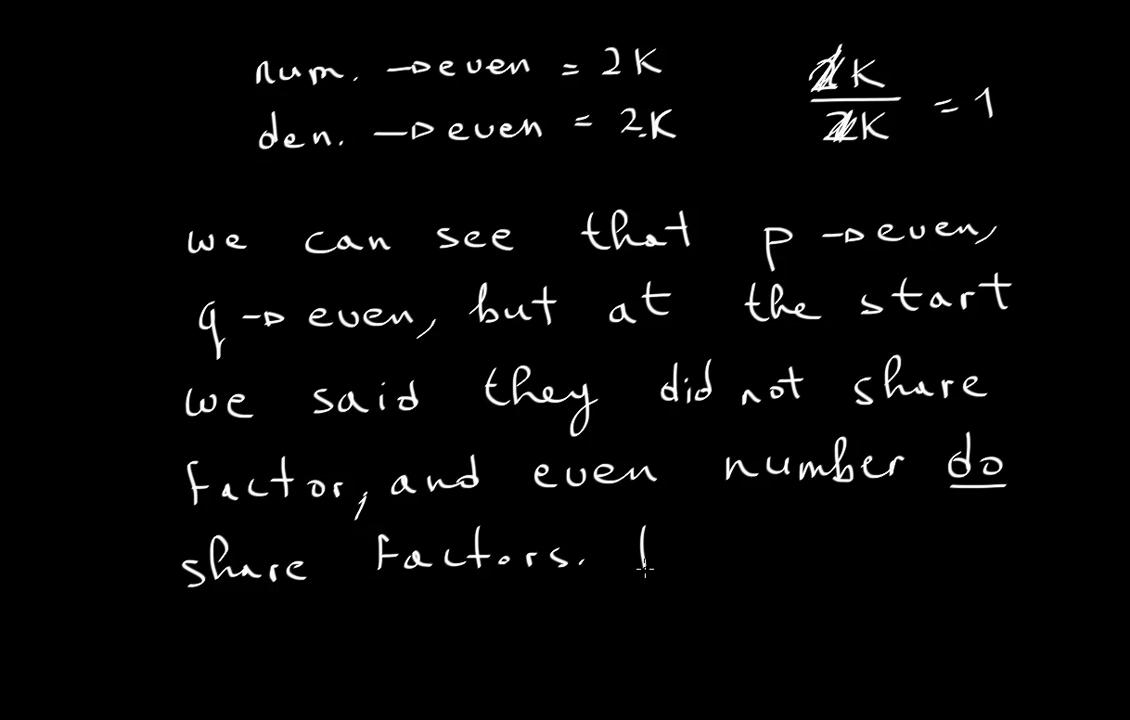 num. → even = 2K
den. → even = 2K
2K/2K = 1
we can see that p → even,
q → even, but at the start
we said they did not share
factor, and even number do
share factors.